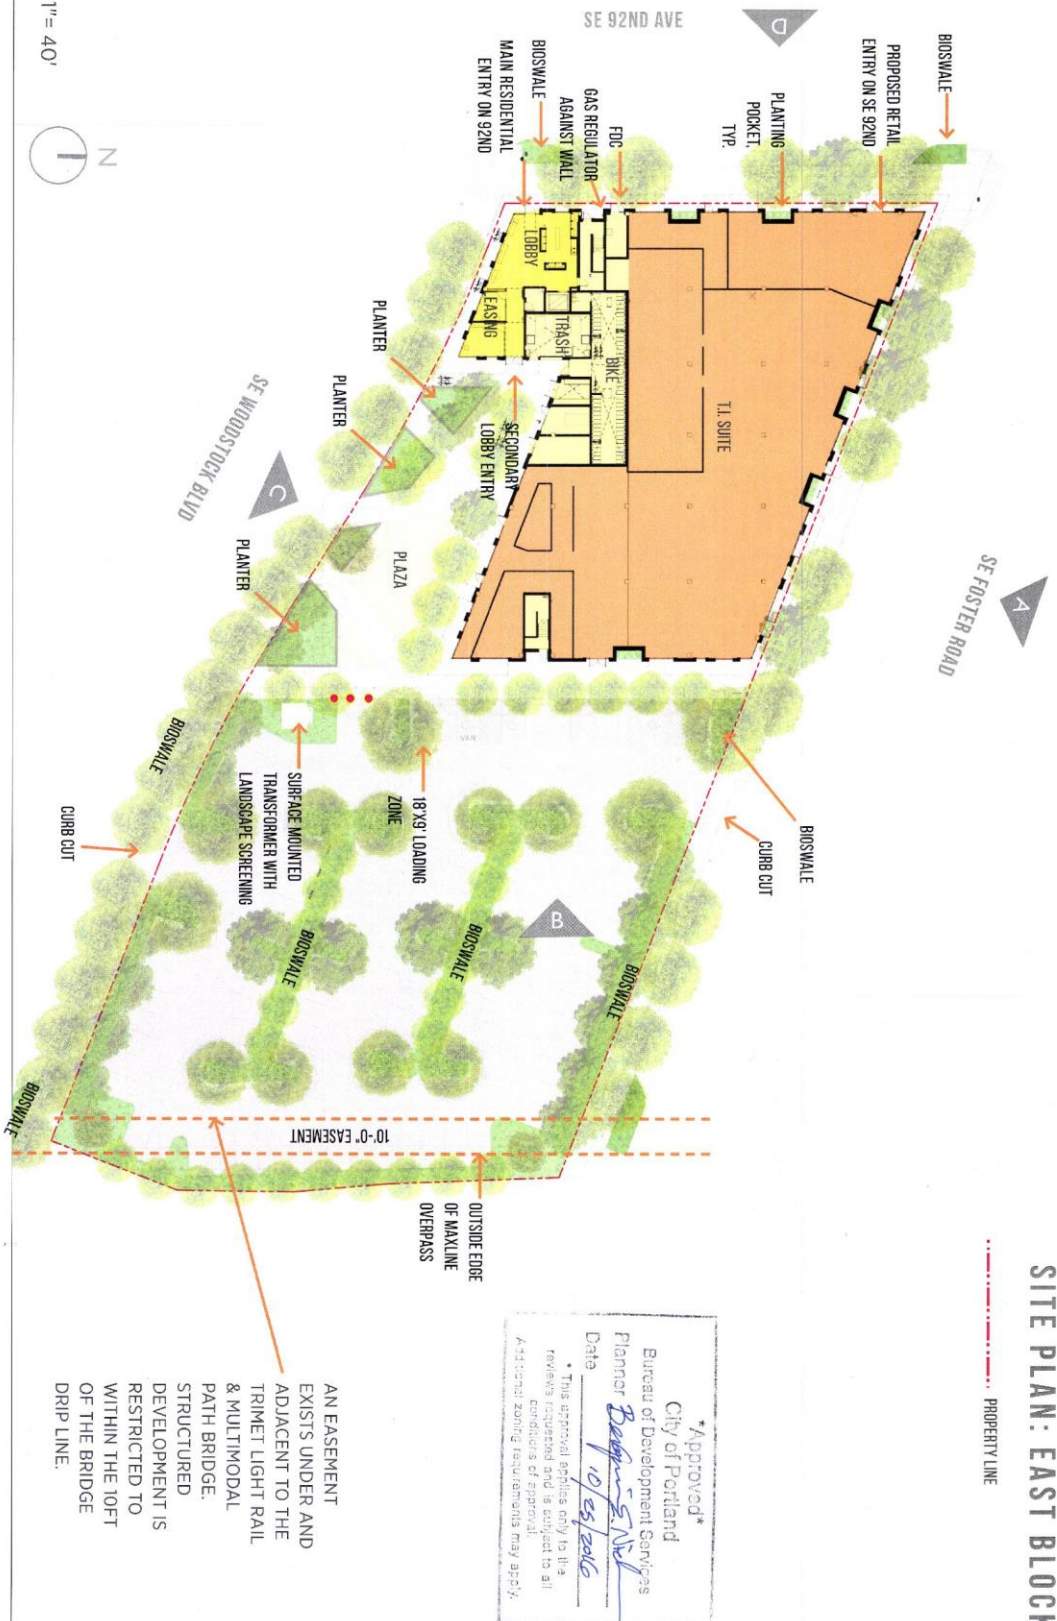 SITE PLAN: EAST BLOCK
PROPERTY LINE
1"= 40'
N
SE 92ND AVE
D
BIOSWALE
PROPOSED RETAIL
ENTRY ON SE 92ND
PLANTING
POCKET,
TYP.
FDC
GAS REGULATOR
AGAINST WALL
BIOSWALE
MAIN RESIDENTIAL
ENTRY ON 92ND
LOBBY
LEASING
TRASH
BIKE
T.I. SUITE
SECONDARY
LOBBY ENTRY
PLANTER
PLANTER
PLANTER
PLAZA
SE WOODSTOCK BLVD
C
SE FOSTER ROAD
A
BIOSWALE
CURB CUT
VAN
18'X9' LOADING
ZONE
SURFACE MOUNTED
TRANSFORMER WITH
LANDSCAPE SCREENING
BIOSWALE
CURB CUT
B
BIOSWALE
BIOSWALE
BIOSWALE
BIOSWALE
10'-0" EASEMENT
OUTSIDE EDGE
OF MAXLINE
OVERPASS
AN EASEMENT
EXISTS UNDER AND
ADJACENT TO THE
TRIMET LIGHT RAIL
& MULTIMODAL
PATH BRIDGE.
STRUCTURED
DEVELOPMENT IS
RESTRICTED TO
WITHIN THE 10FT
OF THE BRIDGE
DRIP LINE.
*Approved*
City of Portland
Bureau of Development Services
Planner
Date 10/25/2016
* This approval applies only to the
reviews requested and is subject to all
conditions of approval.
Additional zoning requirements may apply.